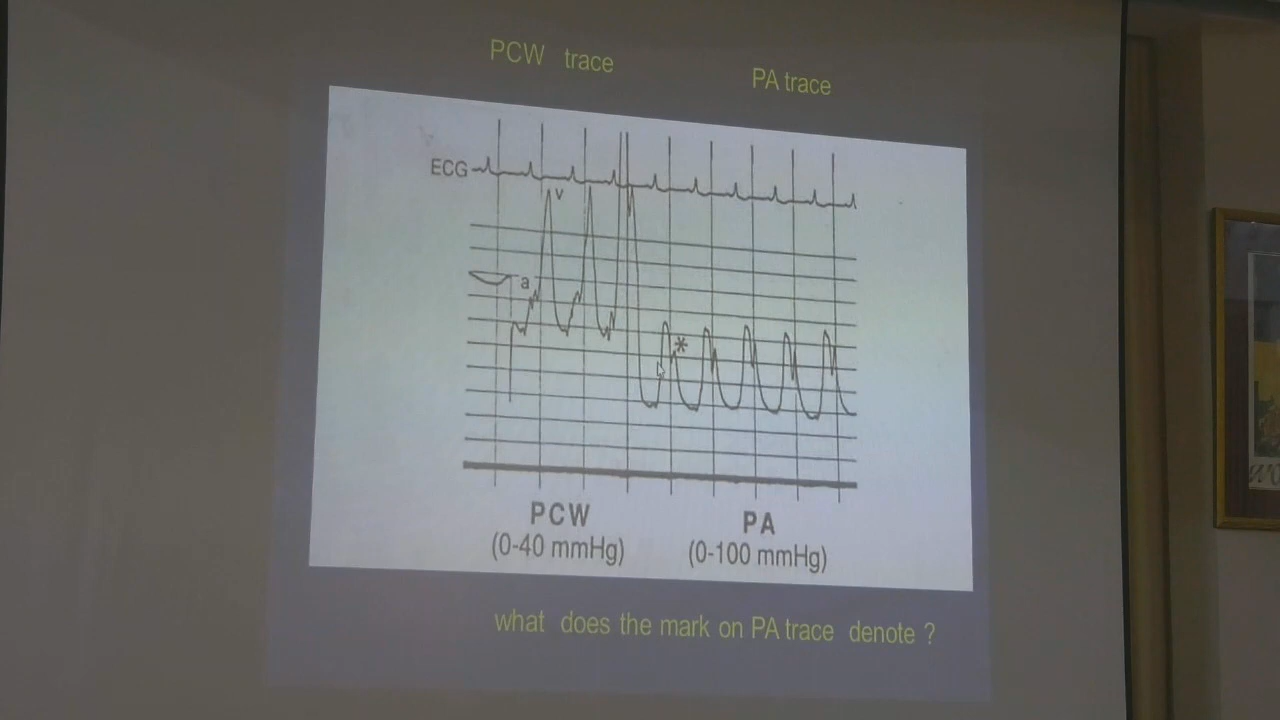 PCW trace
PA trace
ECG
v
a
*
PCW
(0-40 mmHg)
PA
(0-100 mmHg)
what does the mark on PA trace denote ?